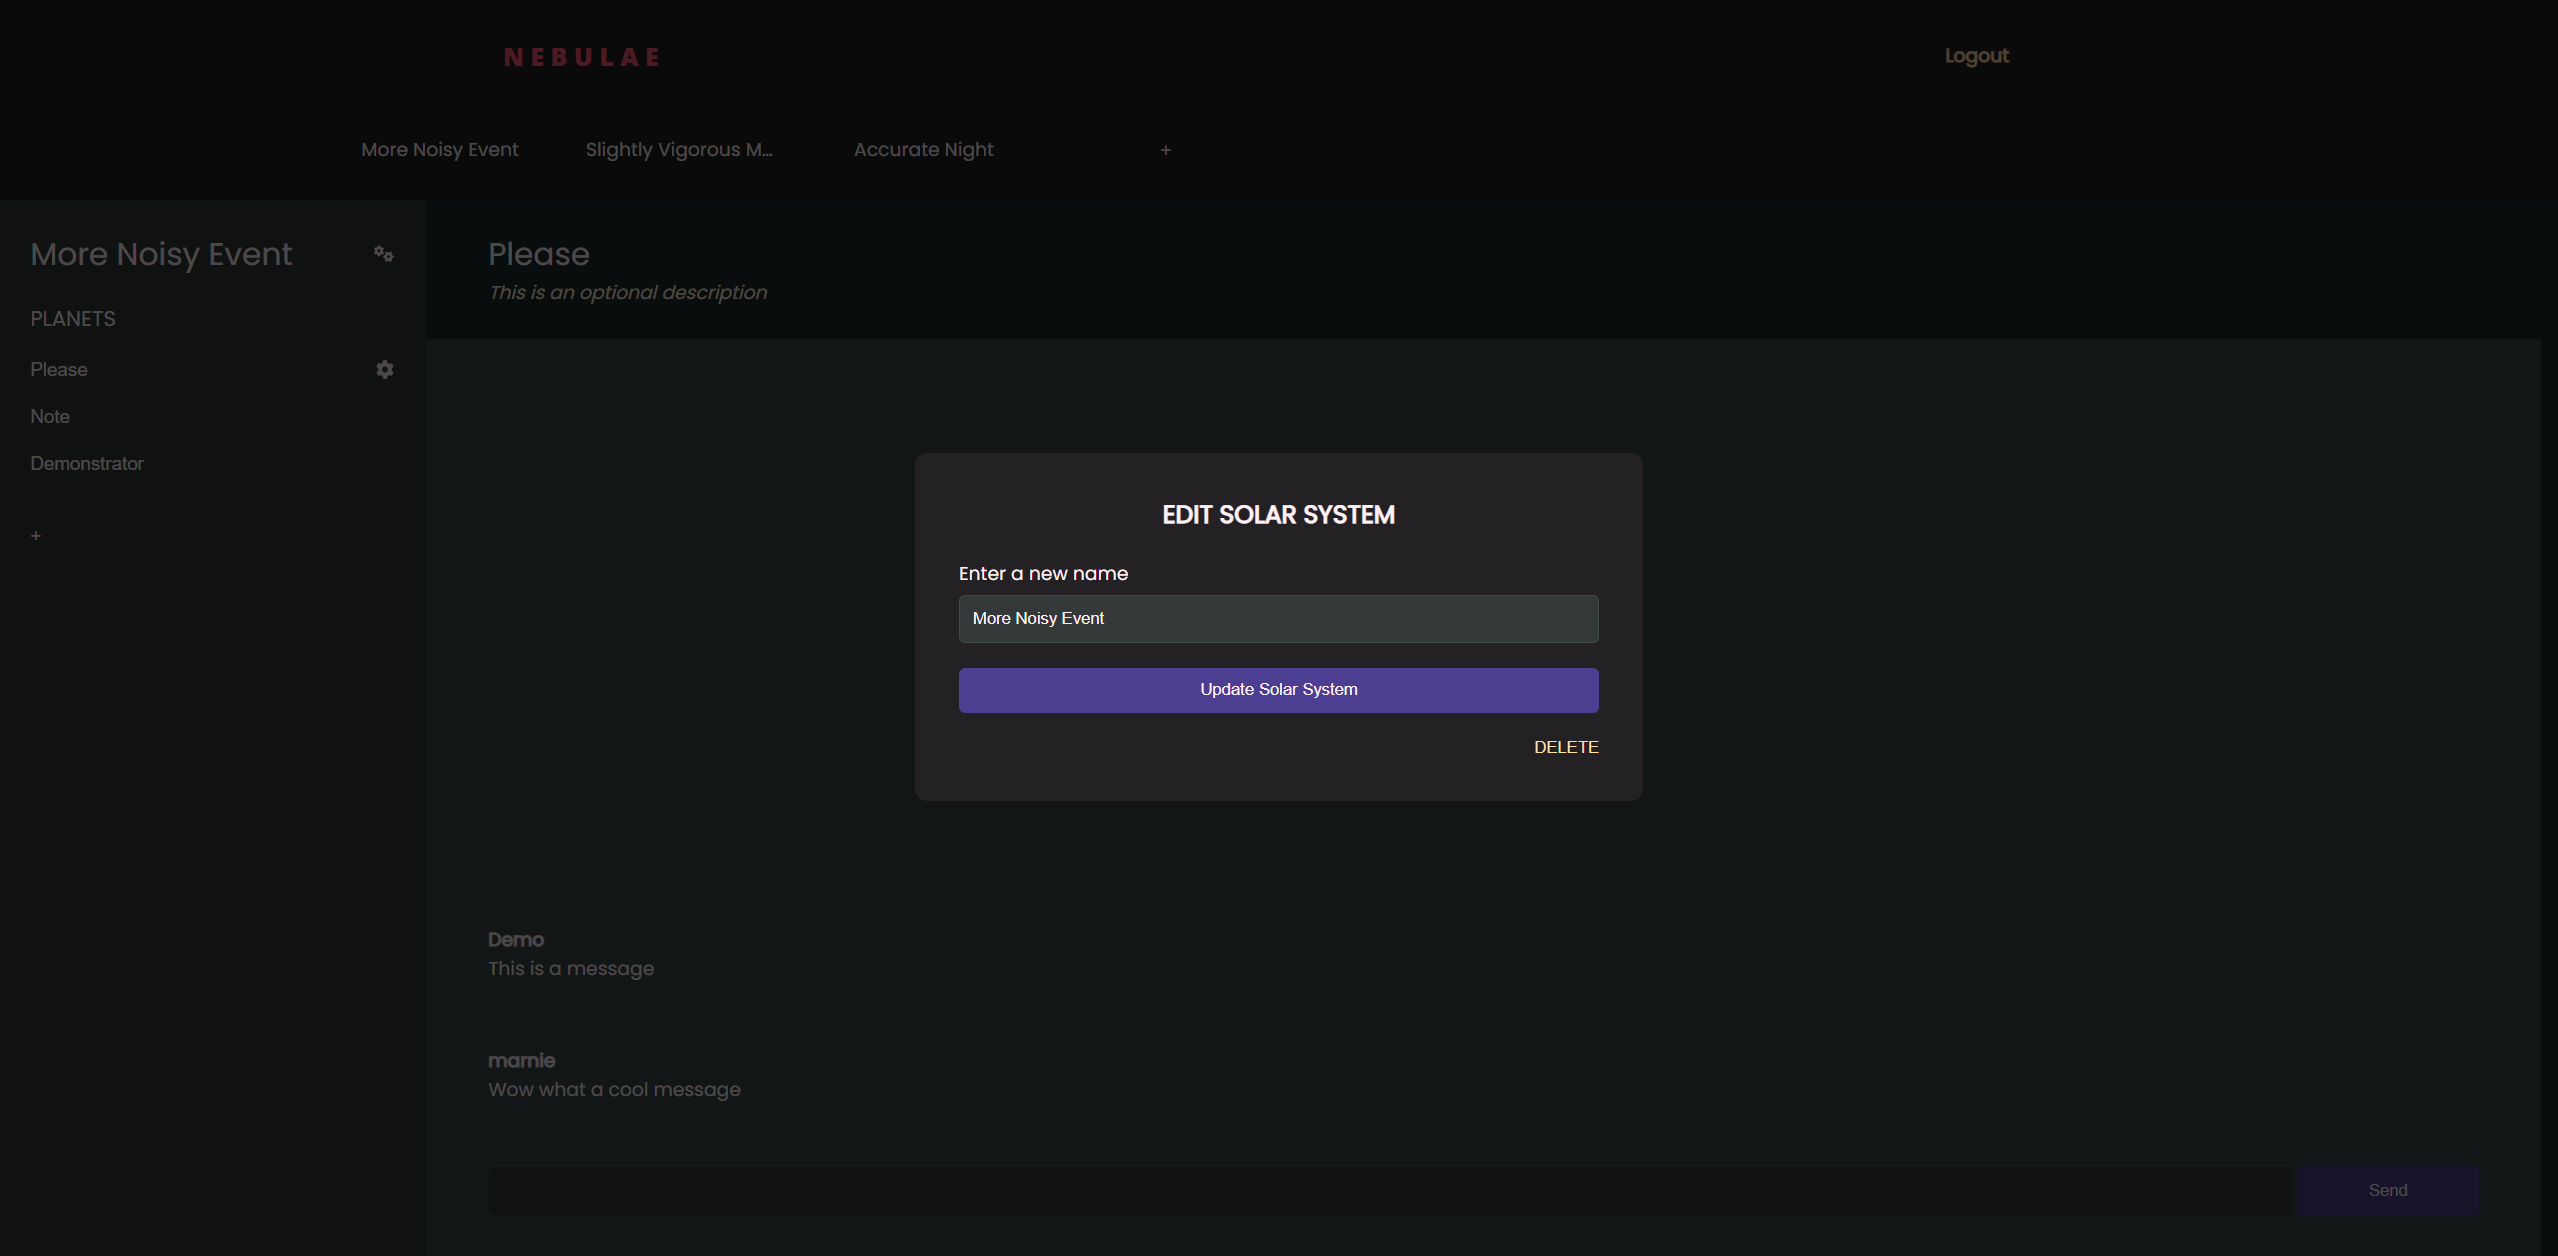 NEBULAE
Logout
More Noisy Event
Slightly Vigorous M...
Accurate Night
+
More Noisy Event
PLANETS
Please
Note
Demonstrator
+
Please
This is an optional description
EDIT SOLAR SYSTEM
Enter a new name
More Noisy Event
Update Solar System
DELETE
Demo
This is a message
marnie
Wow what a cool message
Send